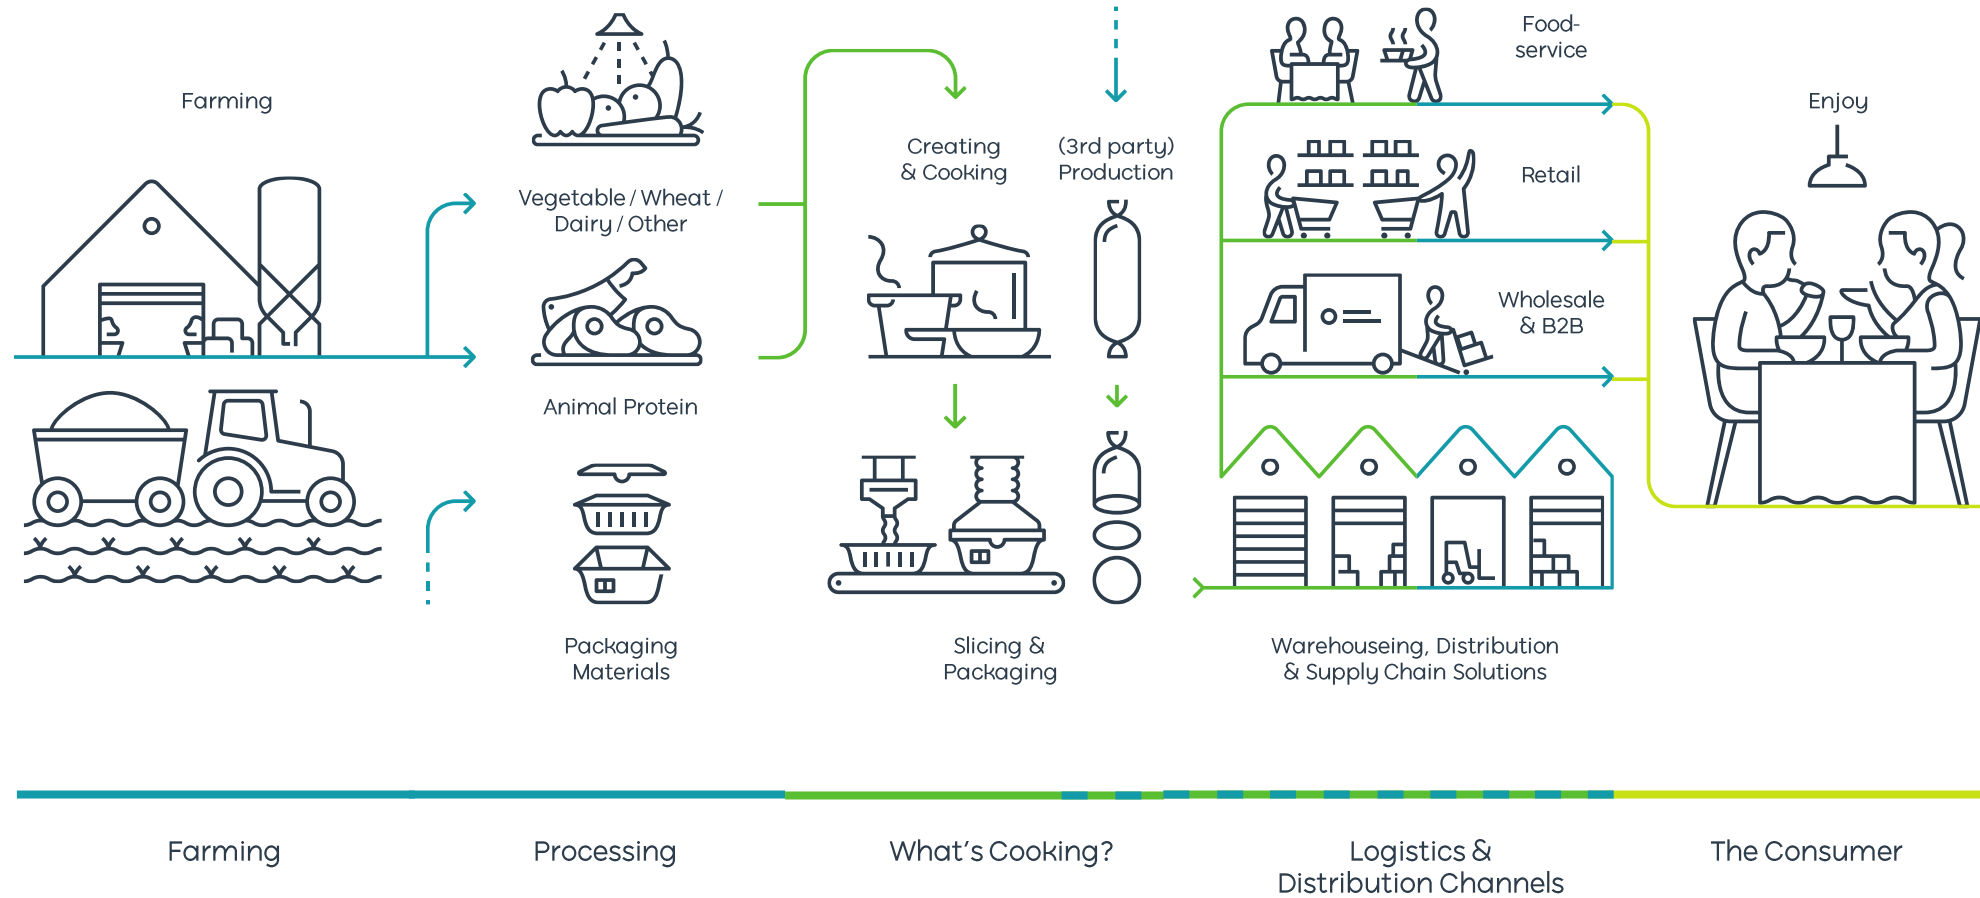 Farming
Vegetable / Wheat /
Dairy / Other
Animal Protein
Packaging
Materials
Creating
& Cooking
(3rd party)
Production
Slicing &
Packaging
Food-
service
Retail
Wholesale
& B2B
Warehouseing, Distribution
& Supply Chain Solutions
Enjoy
Farming
Processing
What's Cooking?
Logistics &
Distribution Channels
The Consumer